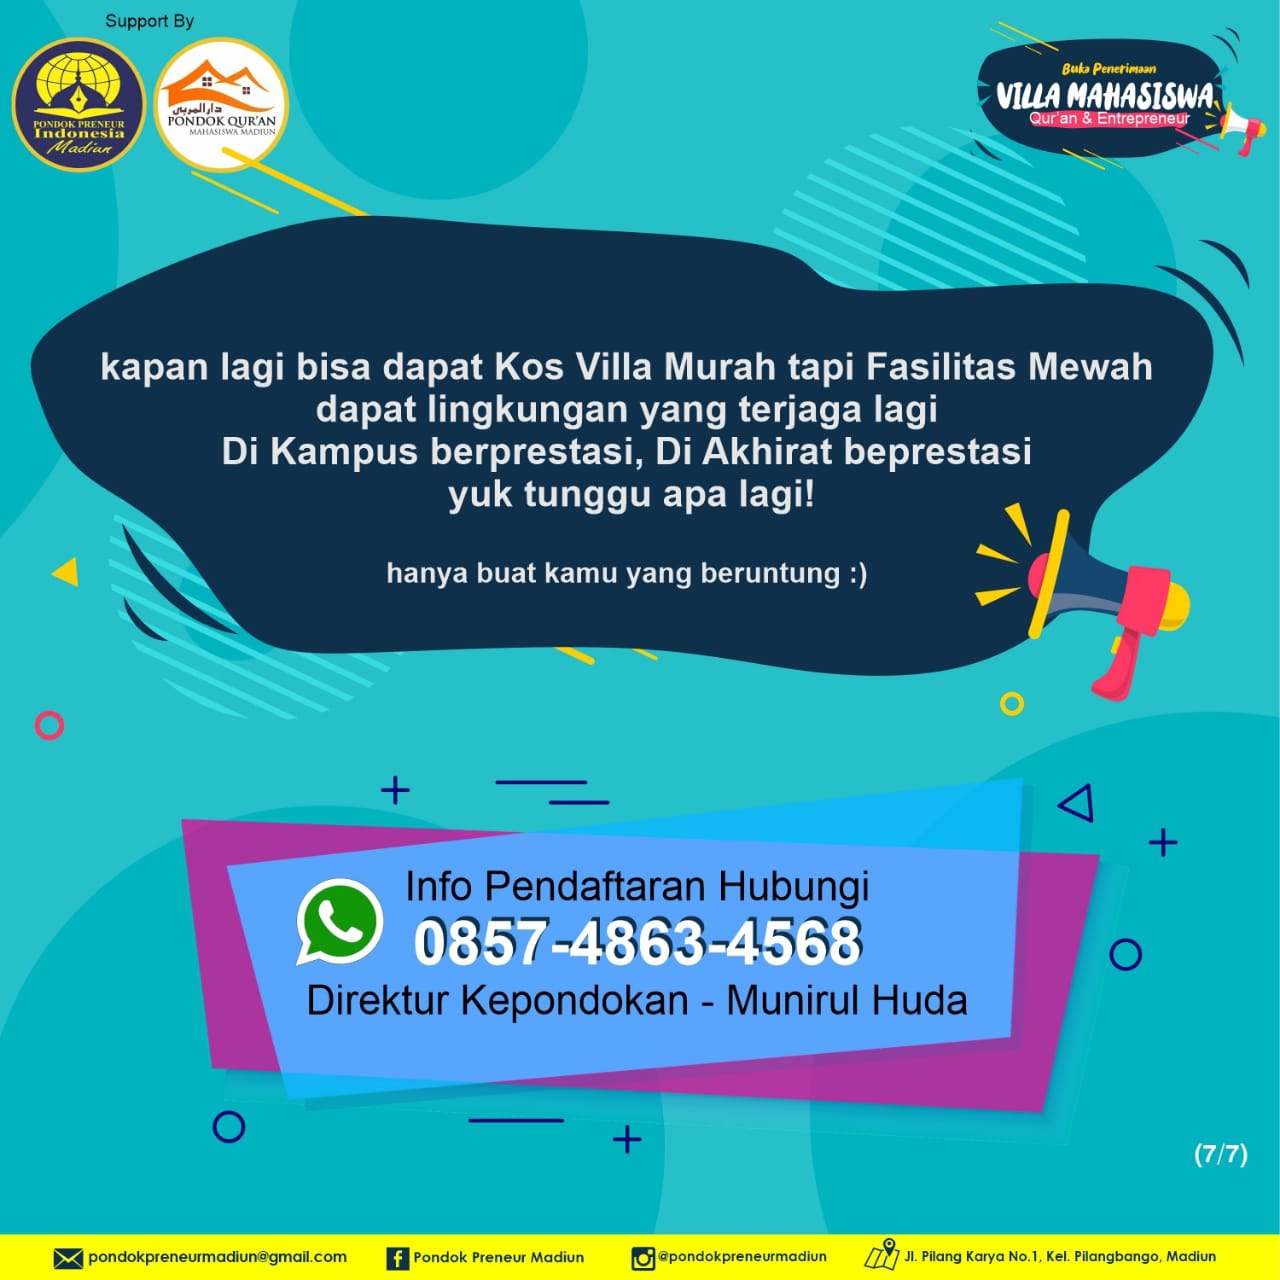 Support By
PONDOK PRENEUR
Indonesia
Madiun
دار المربي
PONDOK QUR'AN
MAHASISWA MADIUN
Buka Penerimaan
VILLA MAHASISWA
Qur'an & Entrepreneur
kapan lagi bisa dapat Kos Villa Murah tapi Fasilitas Mewah
dapat lingkungan yang terjaga lagi
Di Kampus berprestasi, Di Akhirat beprestasi
yuk tunggu apa lagi!
hanya buat kamu yang beruntung :)
Info Pendaftaran Hubungi
0857-4863-4568
Direktur Kepondokan - Munirul Huda
(7/7)
pondokpreneurmadiun@gmail.com
Pondok Preneur Madiun
@pondokpreneurmadiun
Jl. Pilang Karya No.1, Kel. Pilangbango, Madiun